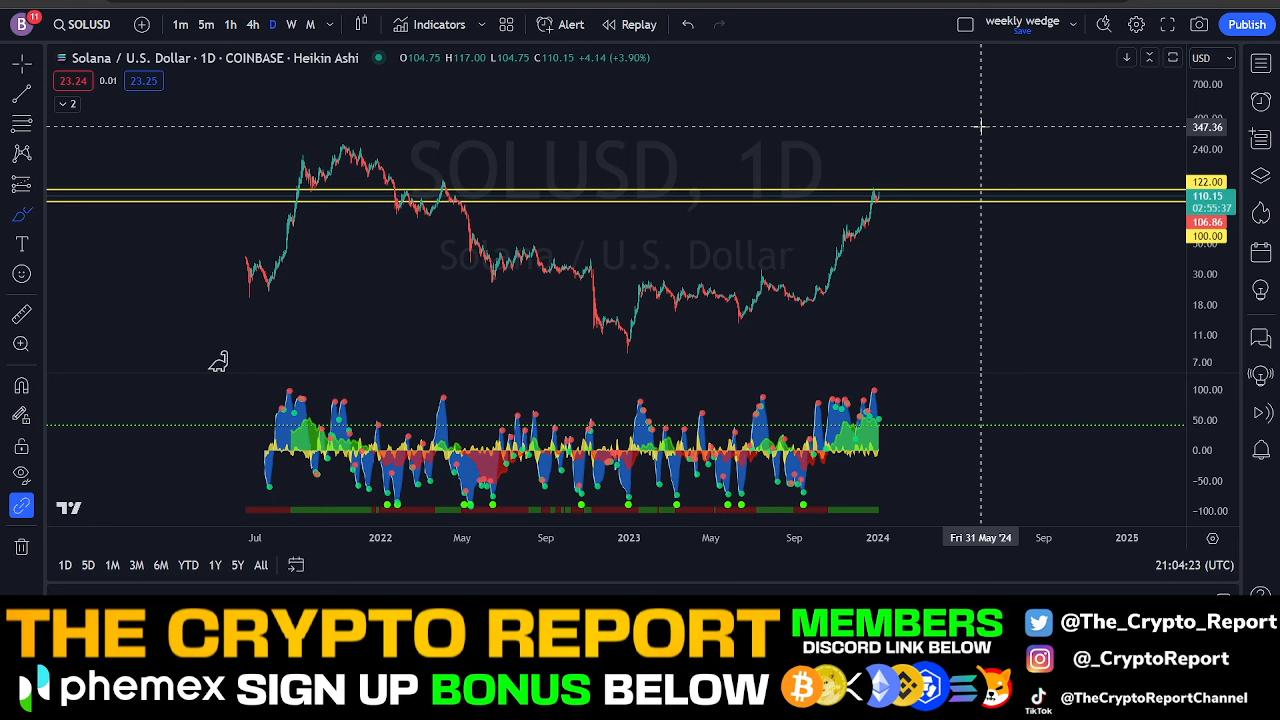 B 11 SOLUSD 1m 5m 1h 4h D W M Indicators Alert Replay weekly wedge Save Publish
Solana / U.S. Dollar · 1D · COINBASE · Heikin Ashi O104.75 H117.00 L104.75 C110.15 +4.14 (+3.90%) USD
23.24 0.01 23.25
2
SOLUSD, 1D
Solana / U.S. Dollar
700.00
347.36
240.00
122.00
110.15
02:55:37
106.86
100.00
30.00
18.00
11.00
7.00
100.00
50.00
0.00
−50.00
−100.00
Jul 2022 May Sep 2023 May Sep 2024 Fri 31 May '24 Sep 2025
1D 5D 1M 3M 6M YTD 1Y 5Y All 21:04:23 (UTC)
THE CRYPTO REPORT
MEMBERS
DISCORD LINK BELOW
@The_Crypto_Report
@_CryptoReport
phemex SIGN UP BONUS BELOW
TikTok @TheCryptoReportChannel